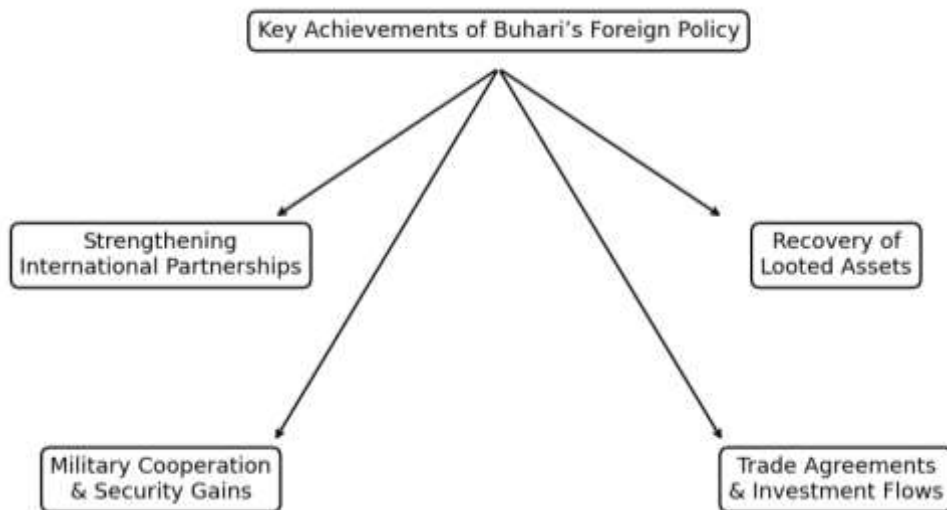 Key Achievements of Buhari’s Foreign Policy
Strengthening
International Partnerships
Recovery of
Looted Assets
Military Cooperation
& Security Gains
Trade Agreements
& Investment Flows